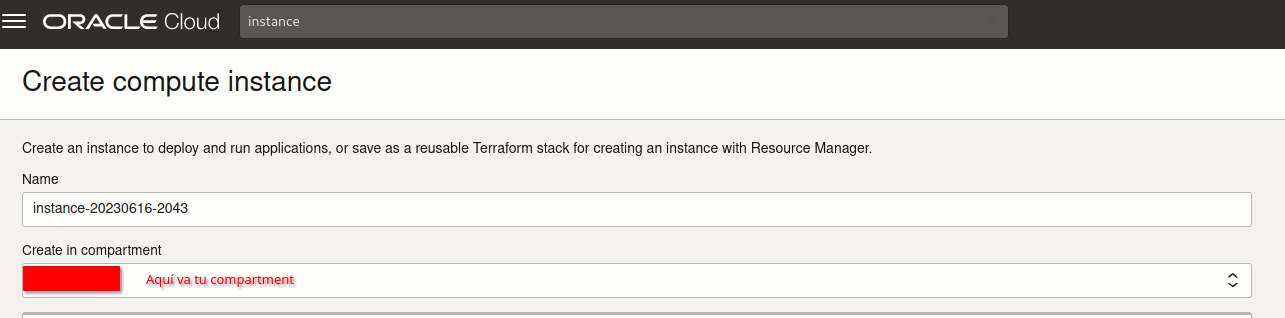 ORACLE Cloud
instance
Create compute instance
Create an instance to deploy and run applications, or save as a reusable Terraform stack for creating an instance with Resource Manager.
Name
instance-20230616-2043
Create in compartment
Aquí va tu compartment